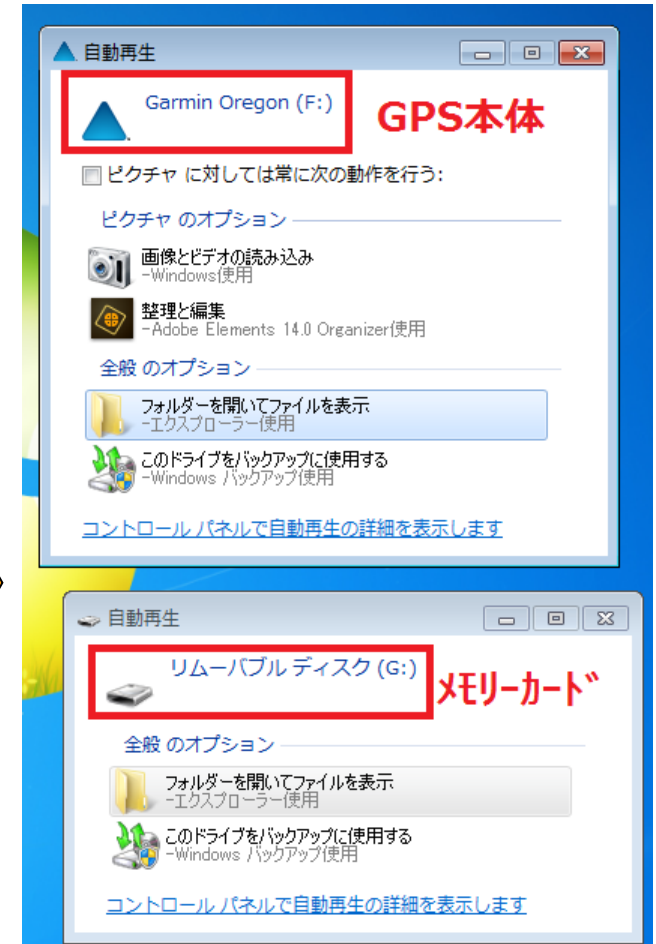 自動再生
Garmin Oregon (F:)
GPS本体
ピクチャ に対しては常に次の動作を行う:
ピクチャ のオプション
画像とビデオの読み込み
-Windows使用
整理と編集
-Adobe Elements 14.0 Organizer使用
全般 のオプション
フォルダーを開いてファイルを表示
-エクスプローラー使用
このドライブをバックアップに使用する
-Windows バックアップ使用
コントロール パネルで自動再生の詳細を表示します
自動再生
リムーバブル ディスク (G:)
メモリーカード
全般 のオプション
フォルダーを開いてファイルを表示
-エクスプローラー使用
このドライブをバックアップに使用する
-Windows バックアップ使用
コントロール パネルで自動再生の詳細を表示します